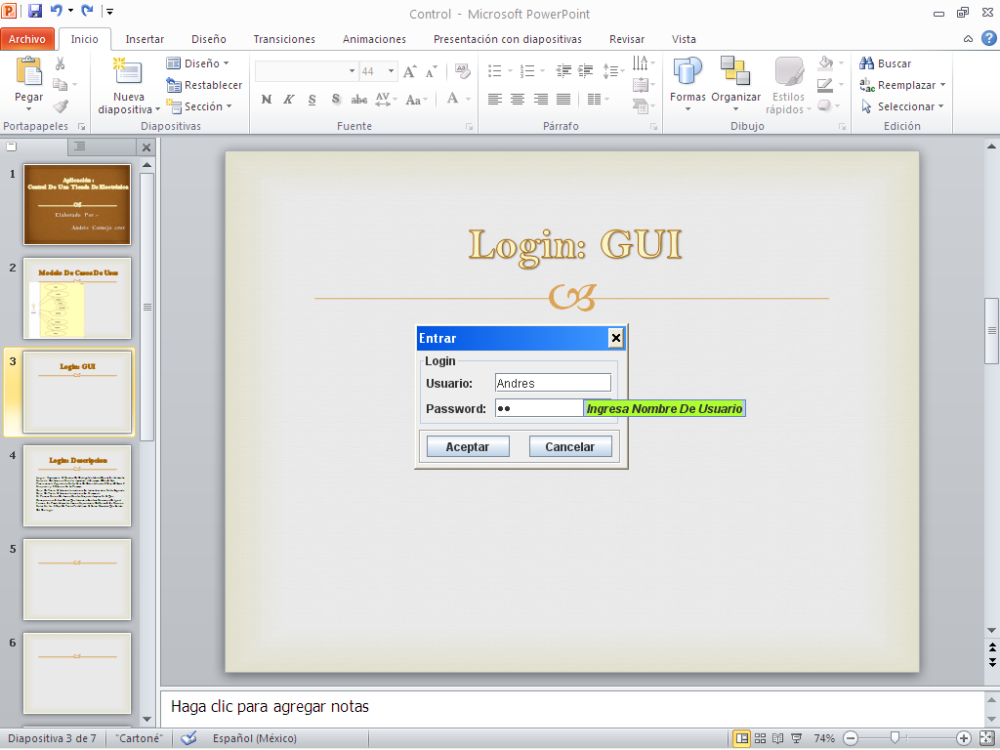 Control - Microsoft PowerPoint
Archivo Inicio Insertar Diseño Transiciones Animaciones Presentación con diapositivas Revisar Vista
Pegar
Portapapeles
Nueva diapositiva
Diseño
Restablecer
Sección
Diapositivas
44
N K S S abc AV Aa A
Fuente
Párrafo
Formas Organizar Estilos rápidos
Dibujo
Buscar
Reemplazar
Seleccionar
Edición
1
Aplicación :
Control De Una Tienda De Electrónica
Elaborado Por:-
Andrés Cornejo
2
Modelo De Casos De Usos
3
Login: GUI
4
Login: Descripcion
5
6
Login: GUI
Entrar
Login
Usuario: Andres
Password: ●●
Ingresa Nombre De Usuario
Aceptar Cancelar
Haga clic para agregar notas
Diapositiva 3 de 7 "Cartoné" Español (México) 74%